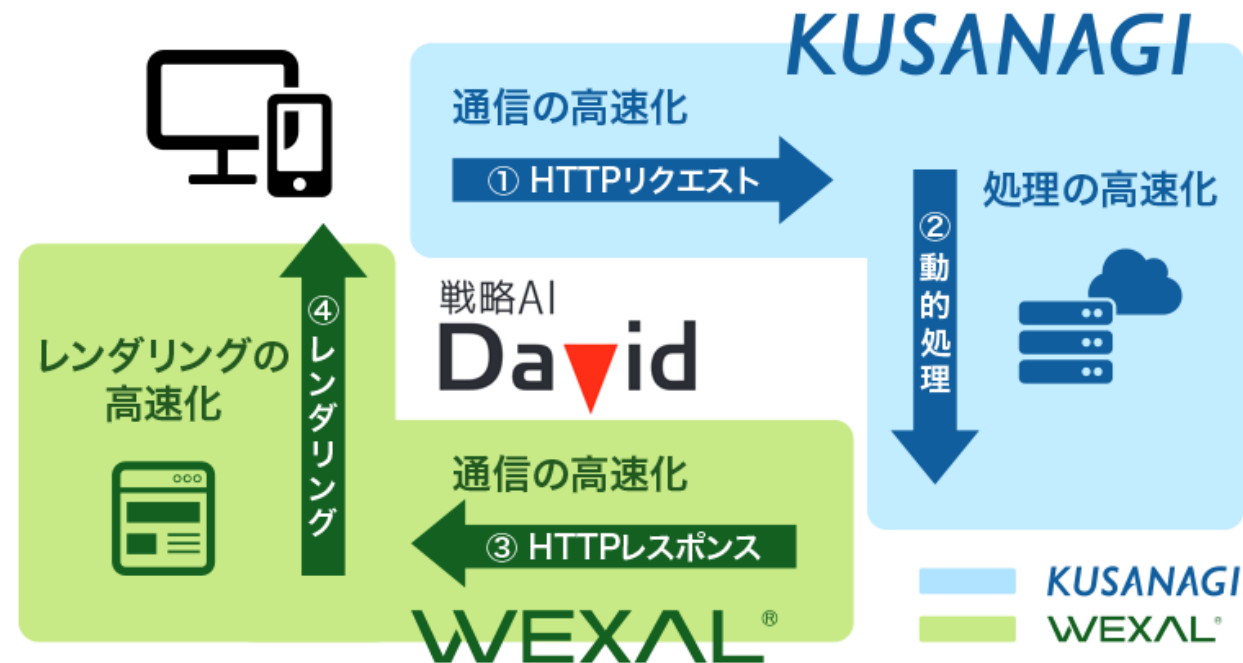 KUSANAGI
通信の高速化
① HTTPリクエスト
処理の高速化
②動的処理
戦略AI
David
④レンダリング
レンダリングの
高速化
通信の高速化
③ HTTPレスポンス
WEXAL®
KUSANAGI
WEXAL®